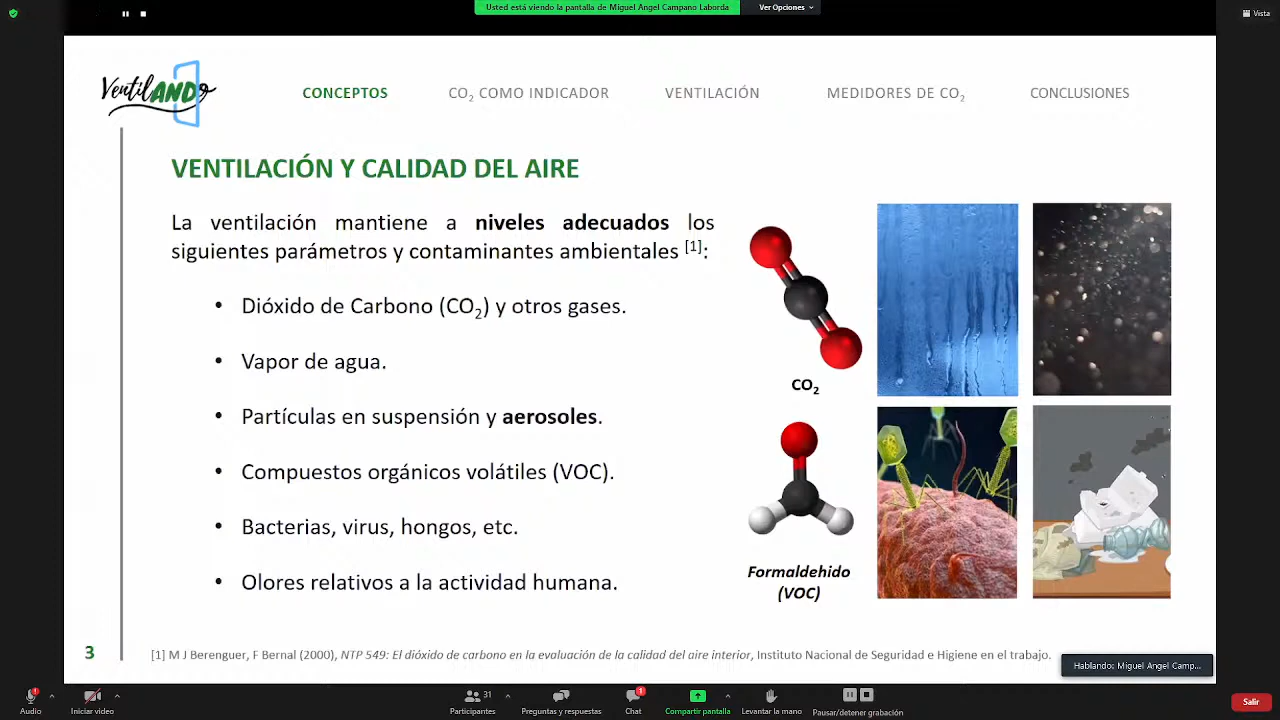 Usted está viendo la pantalla de Miguel Angel Campano Laborda
Ver Opciones
Vista
VentilANDo
CONCEPTOS
CO2 COMO INDICADOR
VENTILACIÓN
MEDIDORES DE CO2
CONCLUSIONES
VENTILACIÓN Y CALIDAD DEL AIRE
La ventilación mantiene a niveles adecuados los
siguientes parámetros y contaminantes ambientales [1]:
• Dióxido de Carbono (CO2) y otros gases.
• Vapor de agua.
• Partículas en suspensión y aerosoles.
• Compuestos orgánicos volátiles (VOC).
• Bacterias, virus, hongos, etc.
• Olores relativos a la actividad humana.
CO2
Formaldehido
(VOC)
3
[1] M J Berenguer, F Bernal (2000), NTP 549: El dióxido de carbono en la evaluación de la calidad del aire interior, Instituto Nacional de Seguridad e Higiene en el trabajo.
Hablando: Miguel Angel Camp...
Audio
Iniciar video
31
Participantes
Preguntas y respuestas
1
Chat
Compartir pantalla
Levantar la mano
Pausar/detener grabación
Salir